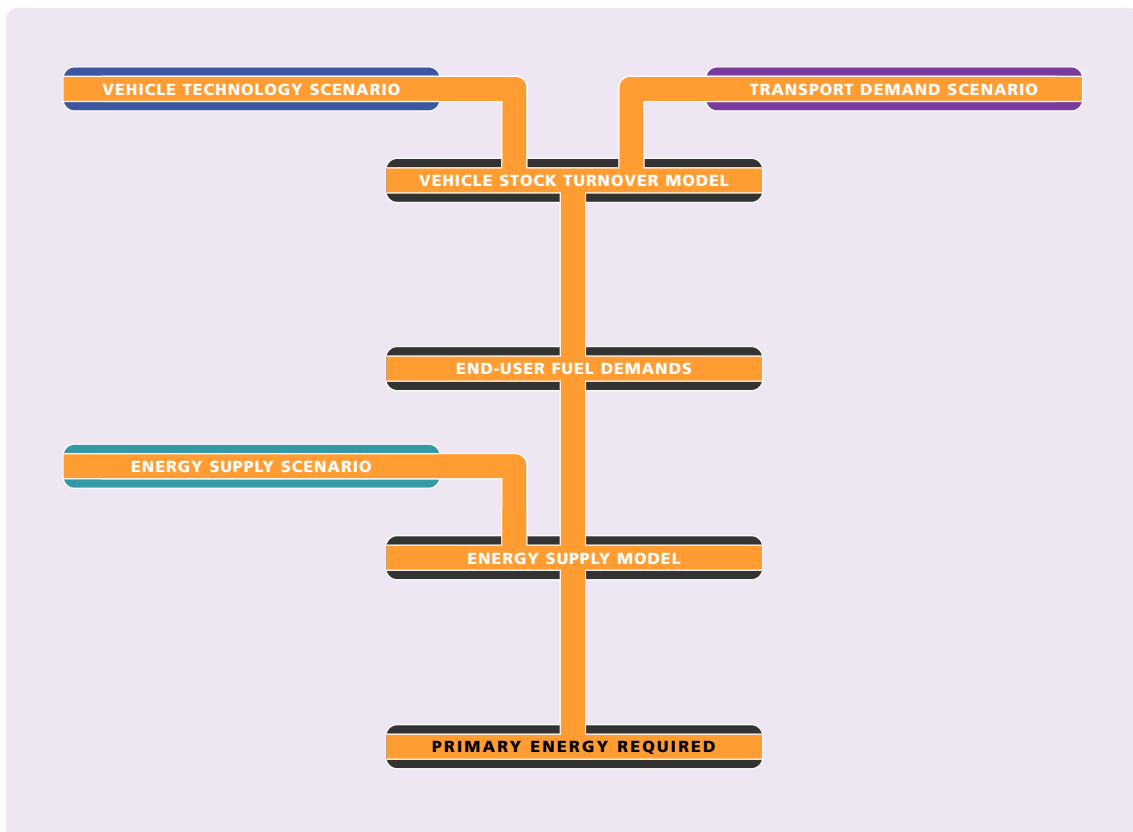 VEHICLE TECHNOLOGY SCENARIO
TRANSPORT DEMAND SCENARIO
VEHICLE STOCK TURNOVER MODEL
END-USER FUEL DEMANDS
ENERGY SUPPLY SCENARIO
ENERGY SUPPLY MODEL
PRIMARY ENERGY REQUIRED